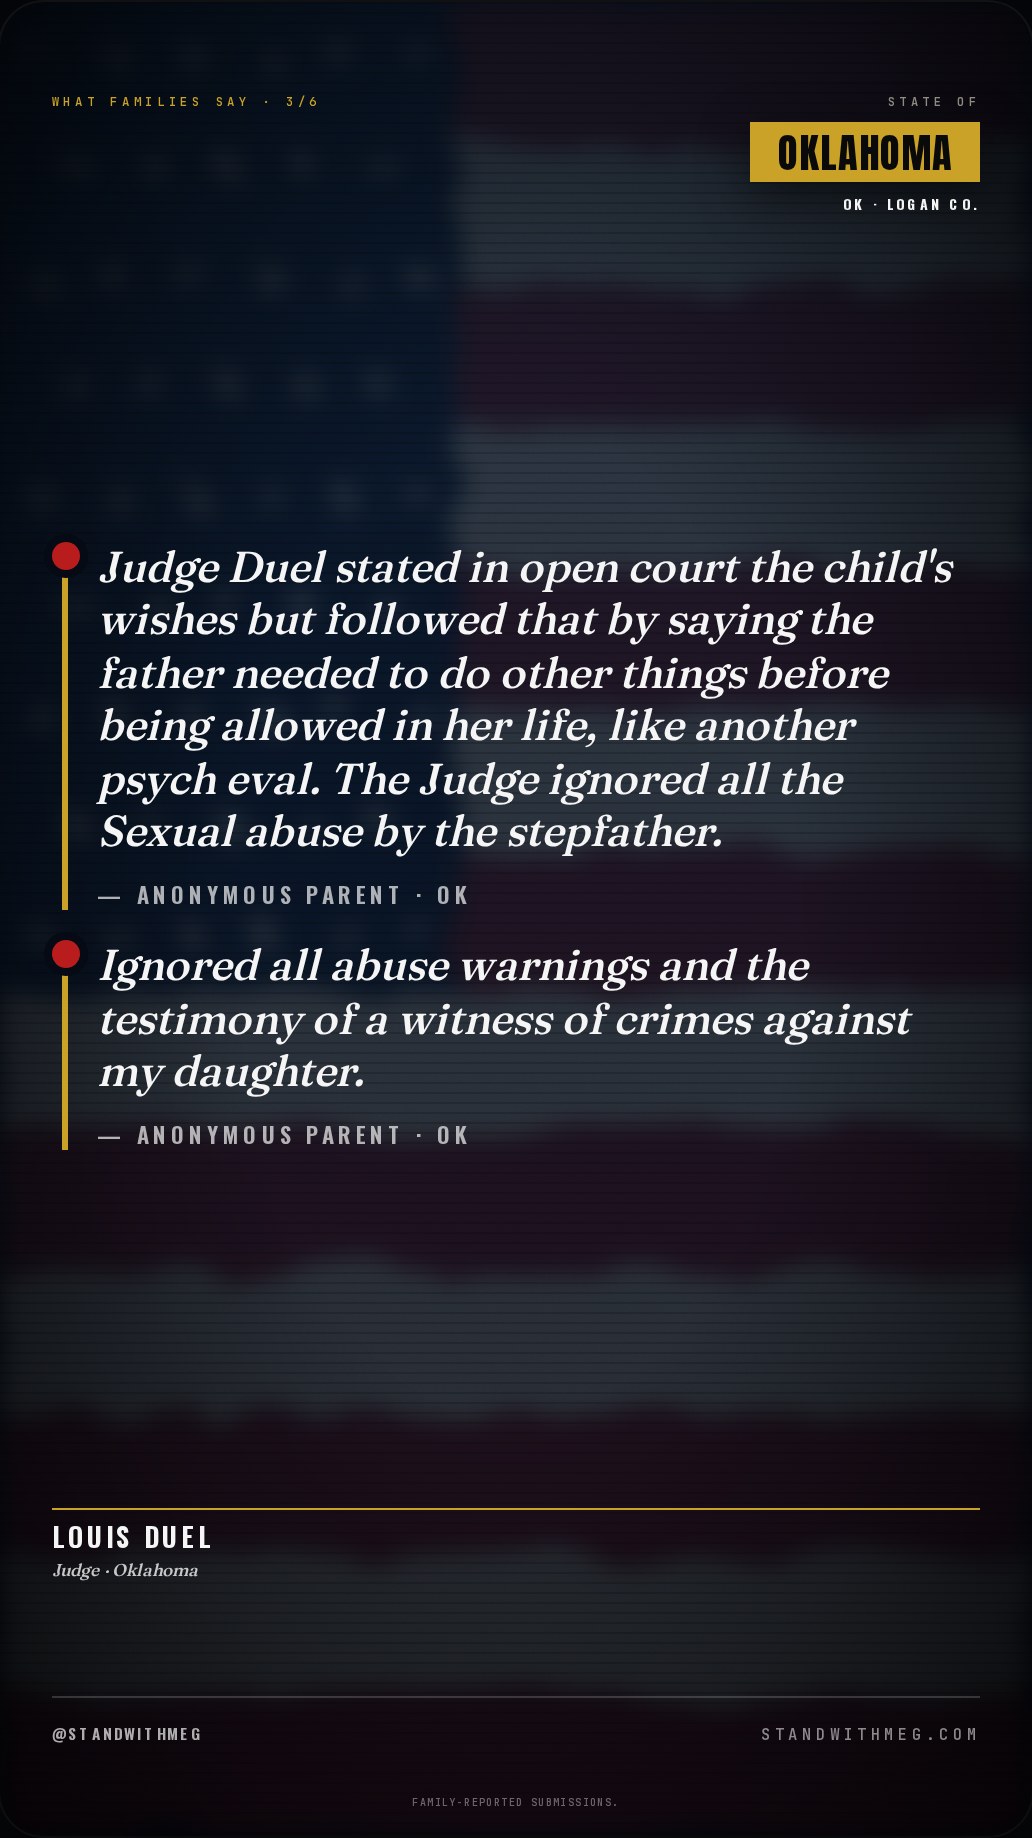 WHAT FAMILIES SAY · 3/6
STATE OF
OKLAHOMA
OK · LOGAN CO.
Judge Duel stated in open court the child's
wishes but followed that by saying the
father needed to do other things before
being allowed in her life, like another
psych eval. The Judge ignored all the
Sexual abuse by the stepfather.
— ANONYMOUS PARENT · OK
Ignored all abuse warnings and the
testimony of a witness of crimes against
my daughter.
— ANONYMOUS PARENT · OK
LOUIS DUEL
Judge · Oklahoma
@STANDWITHMEG
STANDWITHMEG.COM
FAMILY-REPORTED SUBMISSIONS.